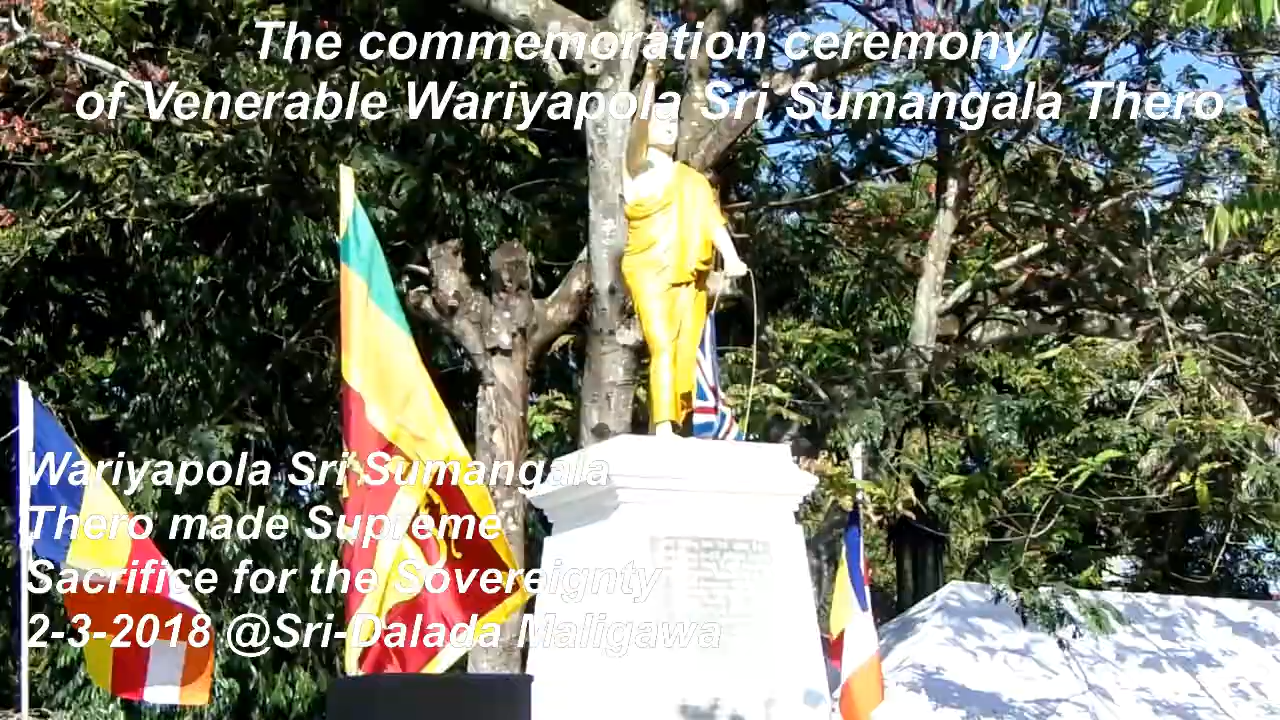 The commemoration ceremony
of Venerable Wariyapola Sri Sumangala Thero
Wariyapola Sri Sumangala
Thero made Supreme
Sacrifice for the Sovereignty
2-3-2018 @Sri-Dalada Maligawa